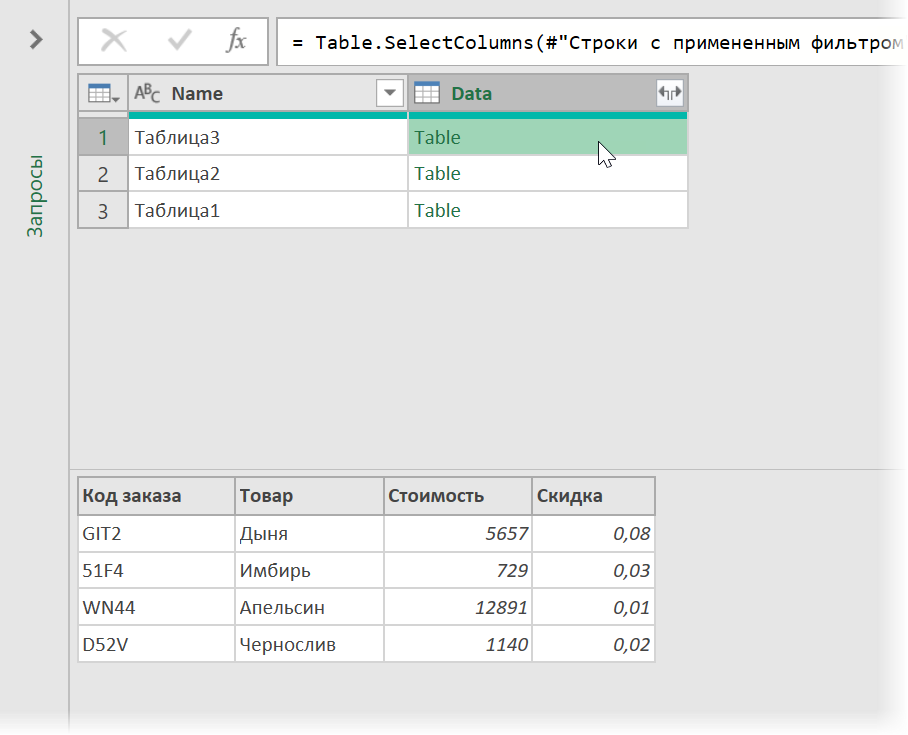 = Table.SelectColumns(#"Строки с примененным фильтром
Name Data
1 Таблица3 Table
2 Таблица2 Table
3 Таблица1 Table
Запросы
Код заказа Товар Стоимость Скидка
GIT2 Дыня 5657 0,08
51F4 Имбирь 729 0,03
WN44 Апельсин 12891 0,01
D52V Чернослив 1140 0,02